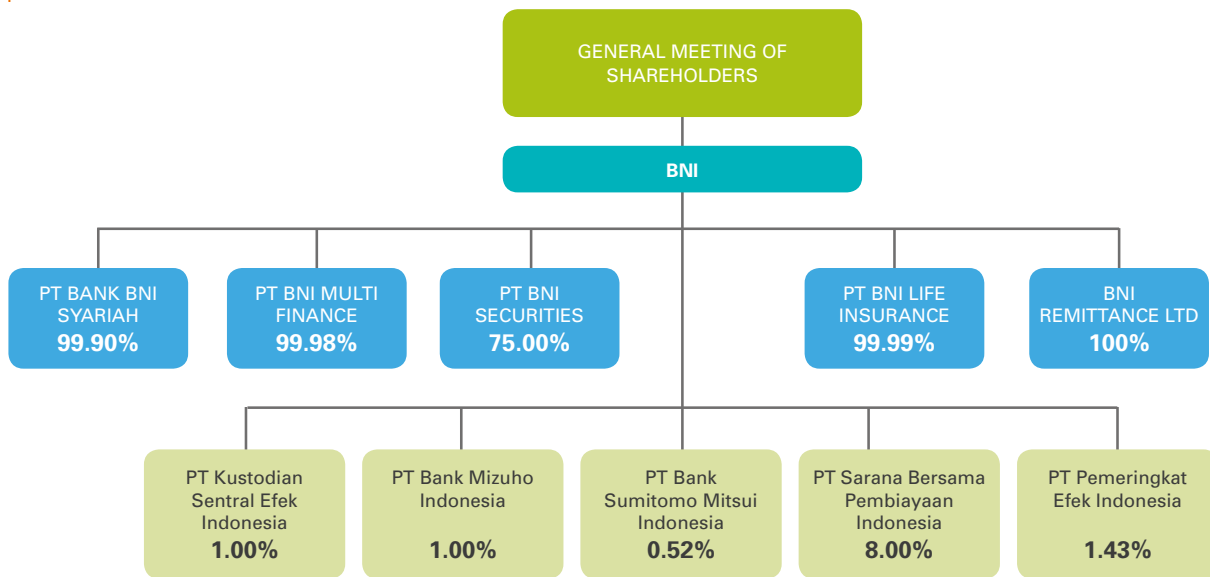 GENERAL MEETING OF
SHAREHOLDERS
BNI
PT BANK BNI
SYARIAH
99.90%
PT BNI MULTI
FINANCE
99.98%
PT BNI
SECURITIES
75.00%
PT BNI LIFE
INSURANCE
99.99%
BNI
REMITTANCE LTD
100%
PT Kustodian
Sentral Efek
Indonesia
1.00%
PT Bank Mizuho
Indonesia
1.00%
PT Bank
Sumitomo Mitsui
Indonesia
0.52%
PT Sarana Bersama
Pembiayaan
Indonesia
8.00%
PT Pemeringkat
Efek Indonesia
1.43%